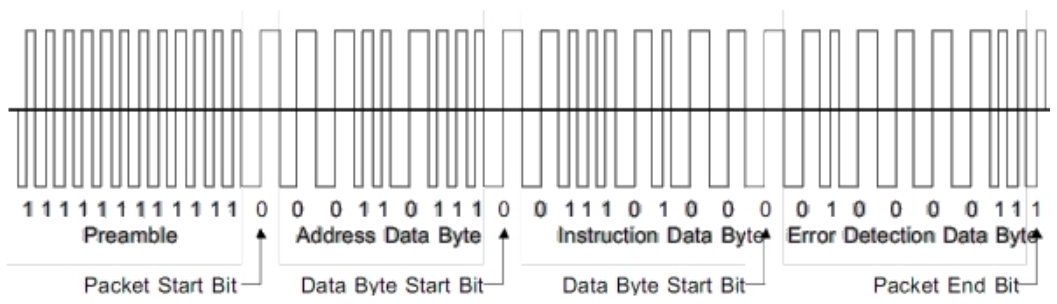 1 1 1 1 1 1 1 1 1 1 1 1 0 0 0 1 1 0 1 1 1 0 0 1 1 1 0 1 0 0 0 0 1 0 0 0 0 1 1 1
Preamble Address Data Byte Instruction Data Byte Error Detection Data Byte
Packet Start Bit Data Byte Start Bit Data Byte Start Bit Packet End Bit